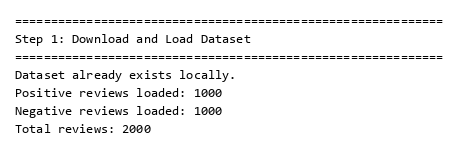 ============================================================
Step 1: Download and Load Dataset
============================================================
Dataset already exists locally.
Positive reviews loaded: 1000
Negative reviews loaded: 1000
Total reviews: 2000